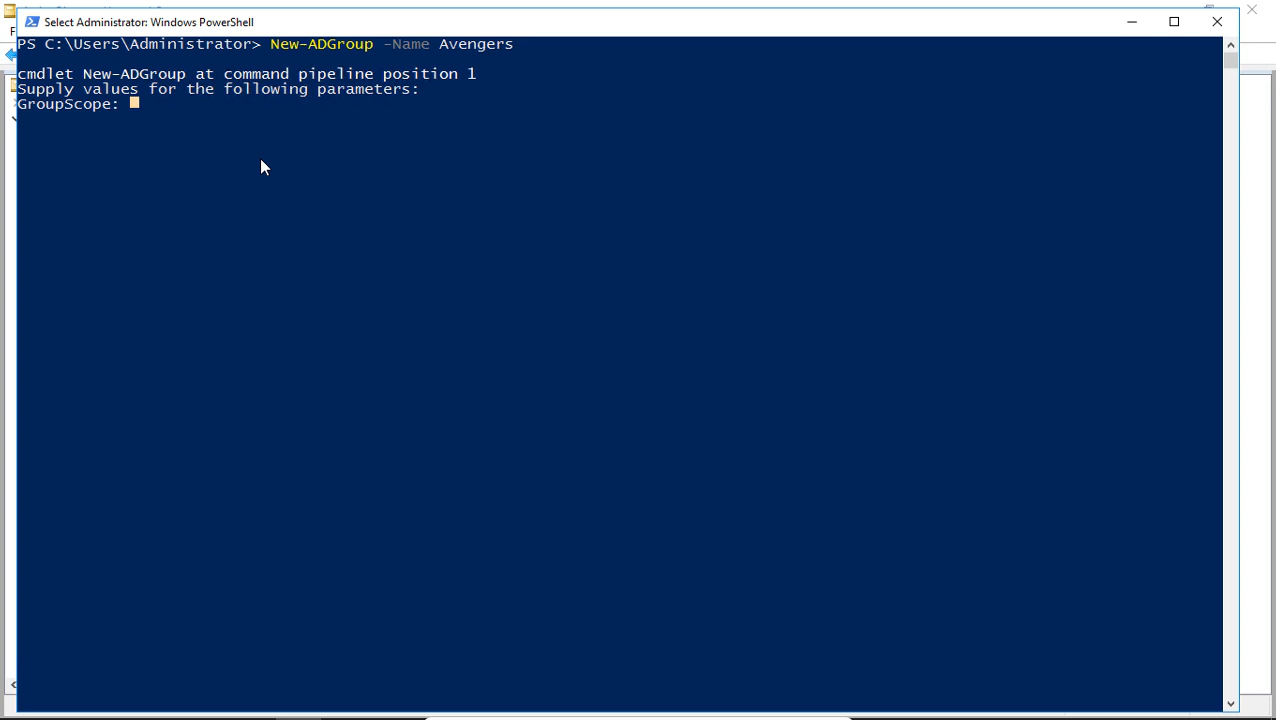 Select Administrator: Windows PowerShell
PS C:\Users\Administrator> New-ADGroup -Name Avengers
cmdlet New-ADGroup at command pipeline position 1
Supply values for the following parameters:
GroupScope: